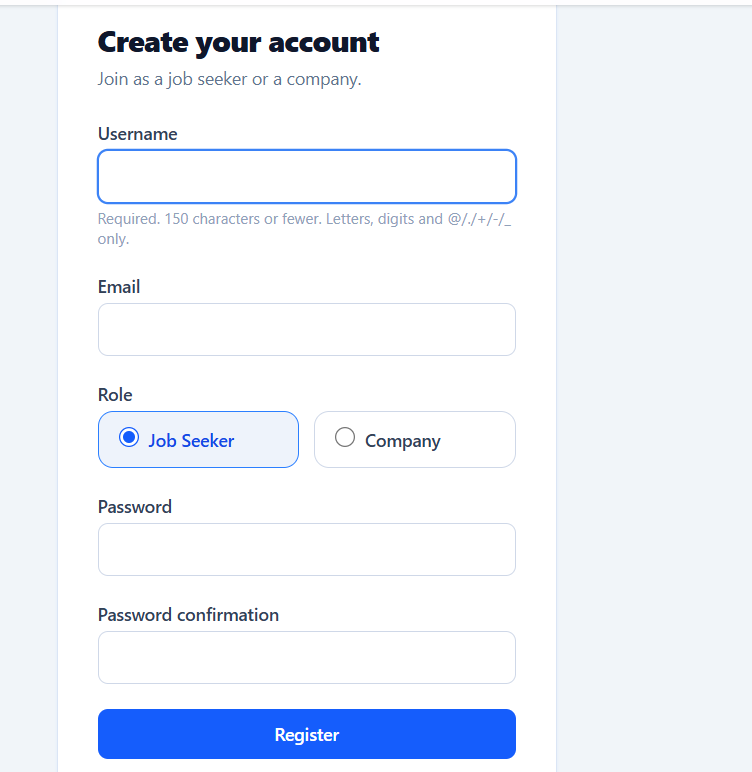 Create your account
Join as a job seeker or a company.
Username
Required. 150 characters or fewer. Letters, digits and @/./+/-/_
only.
Email
Role
Job Seeker
Company
Password
Password confirmation
Register